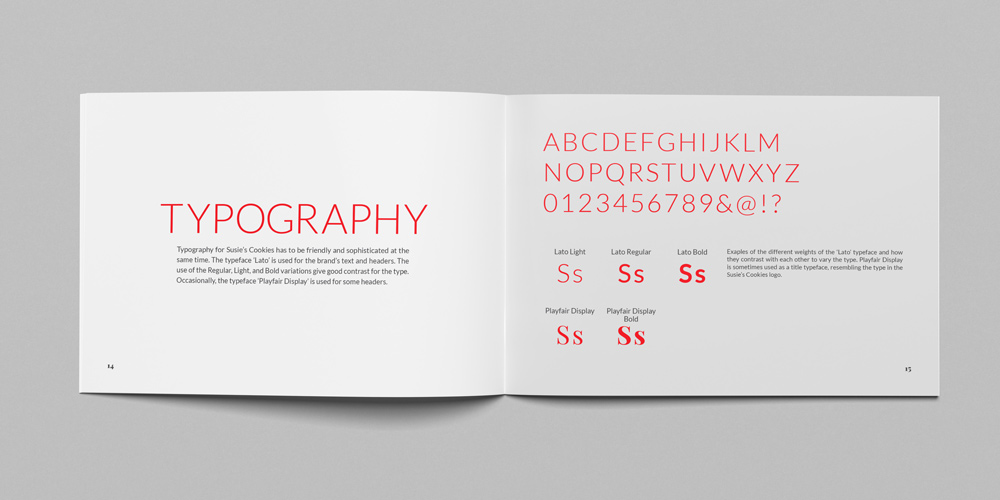 TYPOGRAPHY
Typography for Susie's Cookies has to be friendly and sophisticated at the
same time. The typeface 'Lato' is used for the brand's text and headers. The
use of the Regular, Light, and Bold variations give good contrast for the type.
Occasionally, the typeface 'Playfair Display' is used for some headers.
14
ABCDEFGHIJKLM
NOPQRSTUVWXYZ
0123456789&@!?
Lato Light
Ss
Lato Regular
Ss
Lato Bold
Ss
Exaples of the different weights of the 'Lato' typeface and how
they contrast with each other to vary the type. Playfair Display
is sometimes used as a title typeface, resembling the type in the
Susie's Cookies logo.
Playfair Display
Ss
Playfair Display
Bold
Ss
15